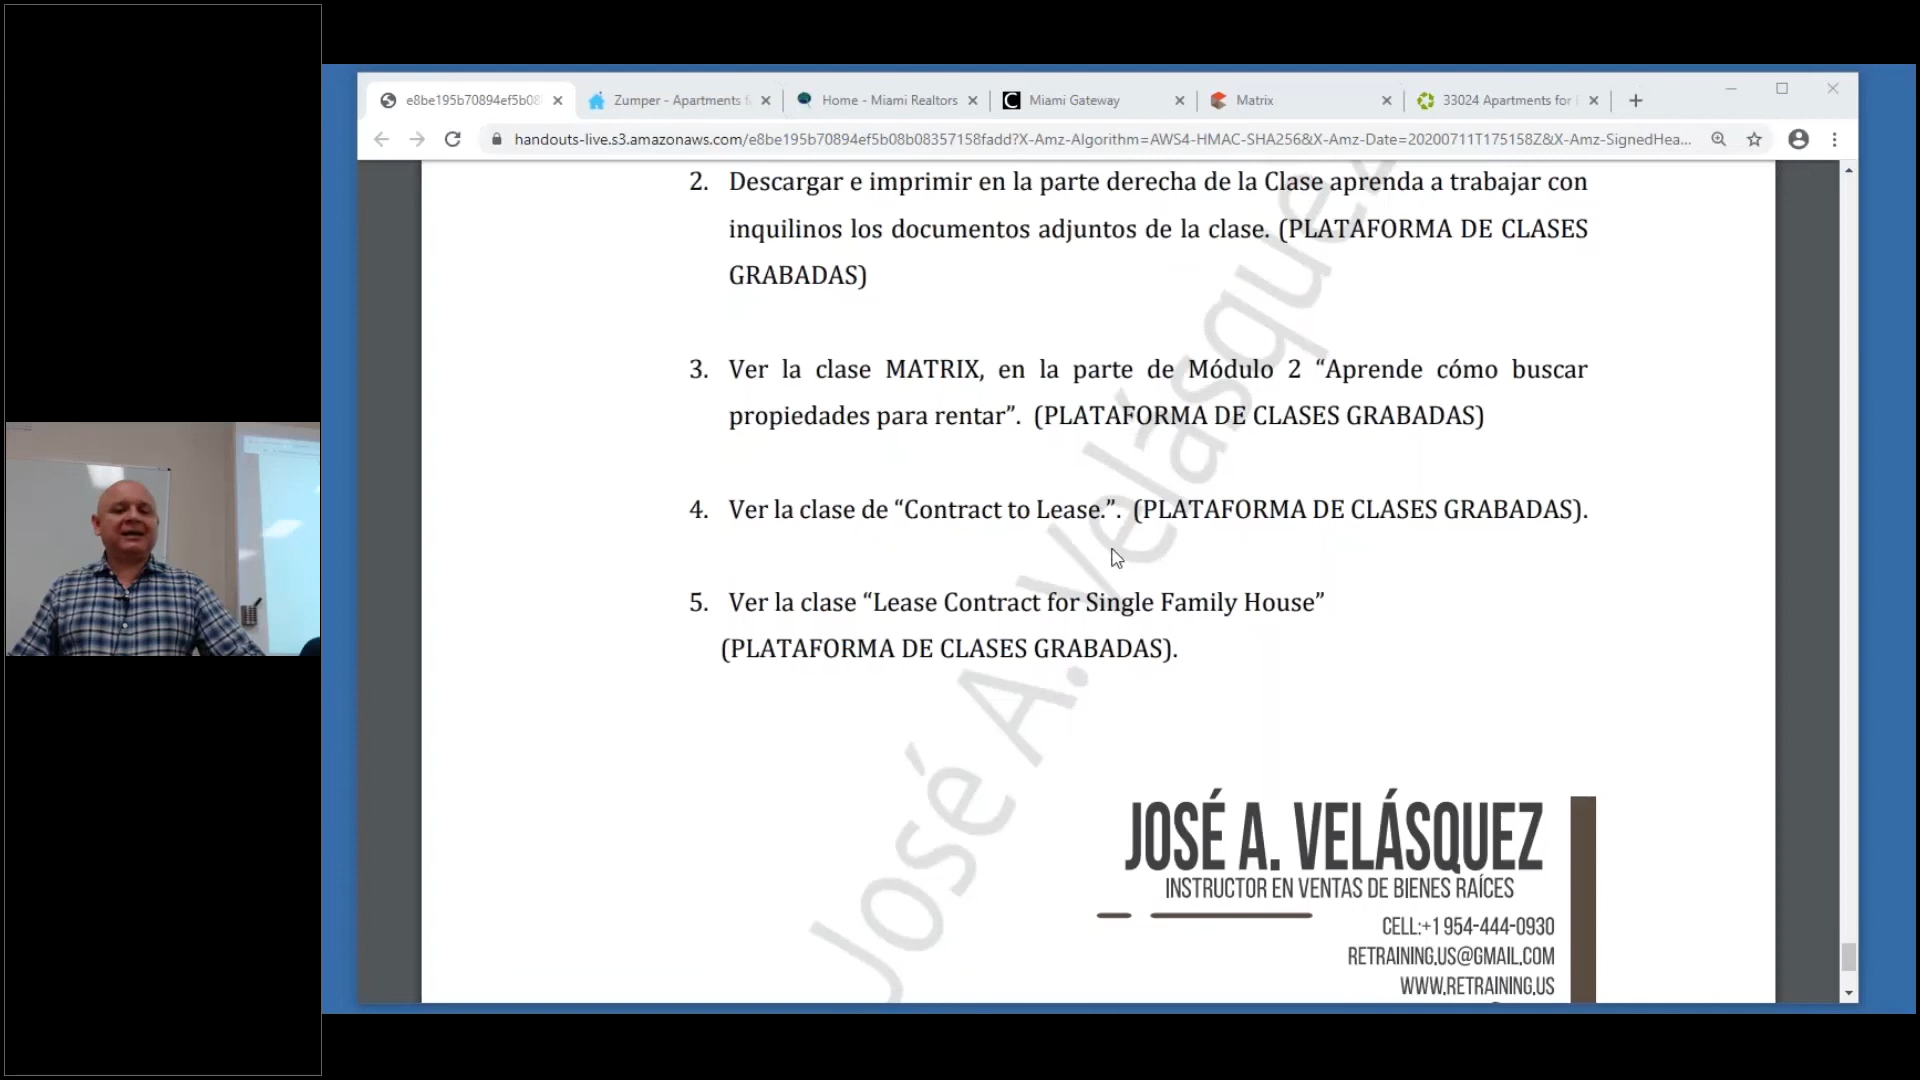 e8be195b70894ef5b08
Zumper - Apartments f
Home - Miami Realtors
Miami Gateway
Matrix
33024 Apartments for
handouts-live.s3.amazonaws.com/e8be195b70894ef5b08b08357158fadd?X-Amz-Algorithm=AWS4-HMAC-SHA256&X-Amz-Date=20200711T175158Z&X-Amz-SignedHea...
2. Descargar e imprimir en la parte derecha de la Clase aprenda a trabajar con
inquilinos los documentos adjuntos de la clase. (PLATAFORMA DE CLASES
GRABADAS)
3. Ver la clase MATRIX, en la parte de Módulo 2 “Aprende cómo buscar
propiedades para rentar”. (PLATAFORMA DE CLASES GRABADAS)
4. Ver la clase de “Contract to Lease.”. (PLATAFORMA DE CLASES GRABADAS).
5. Ver la clase “Lease Contract for Single Family House”
(PLATAFORMA DE CLASES GRABADAS).
José A. Velásquez
JOSÉ A. VELÁSQUEZ
INSTRUCTOR EN VENTAS DE BIENES RAÍCES
CELL:+1 954-444-0930
RETRAINING.US@GMAIL.COM
WWW.RETRAINING.US